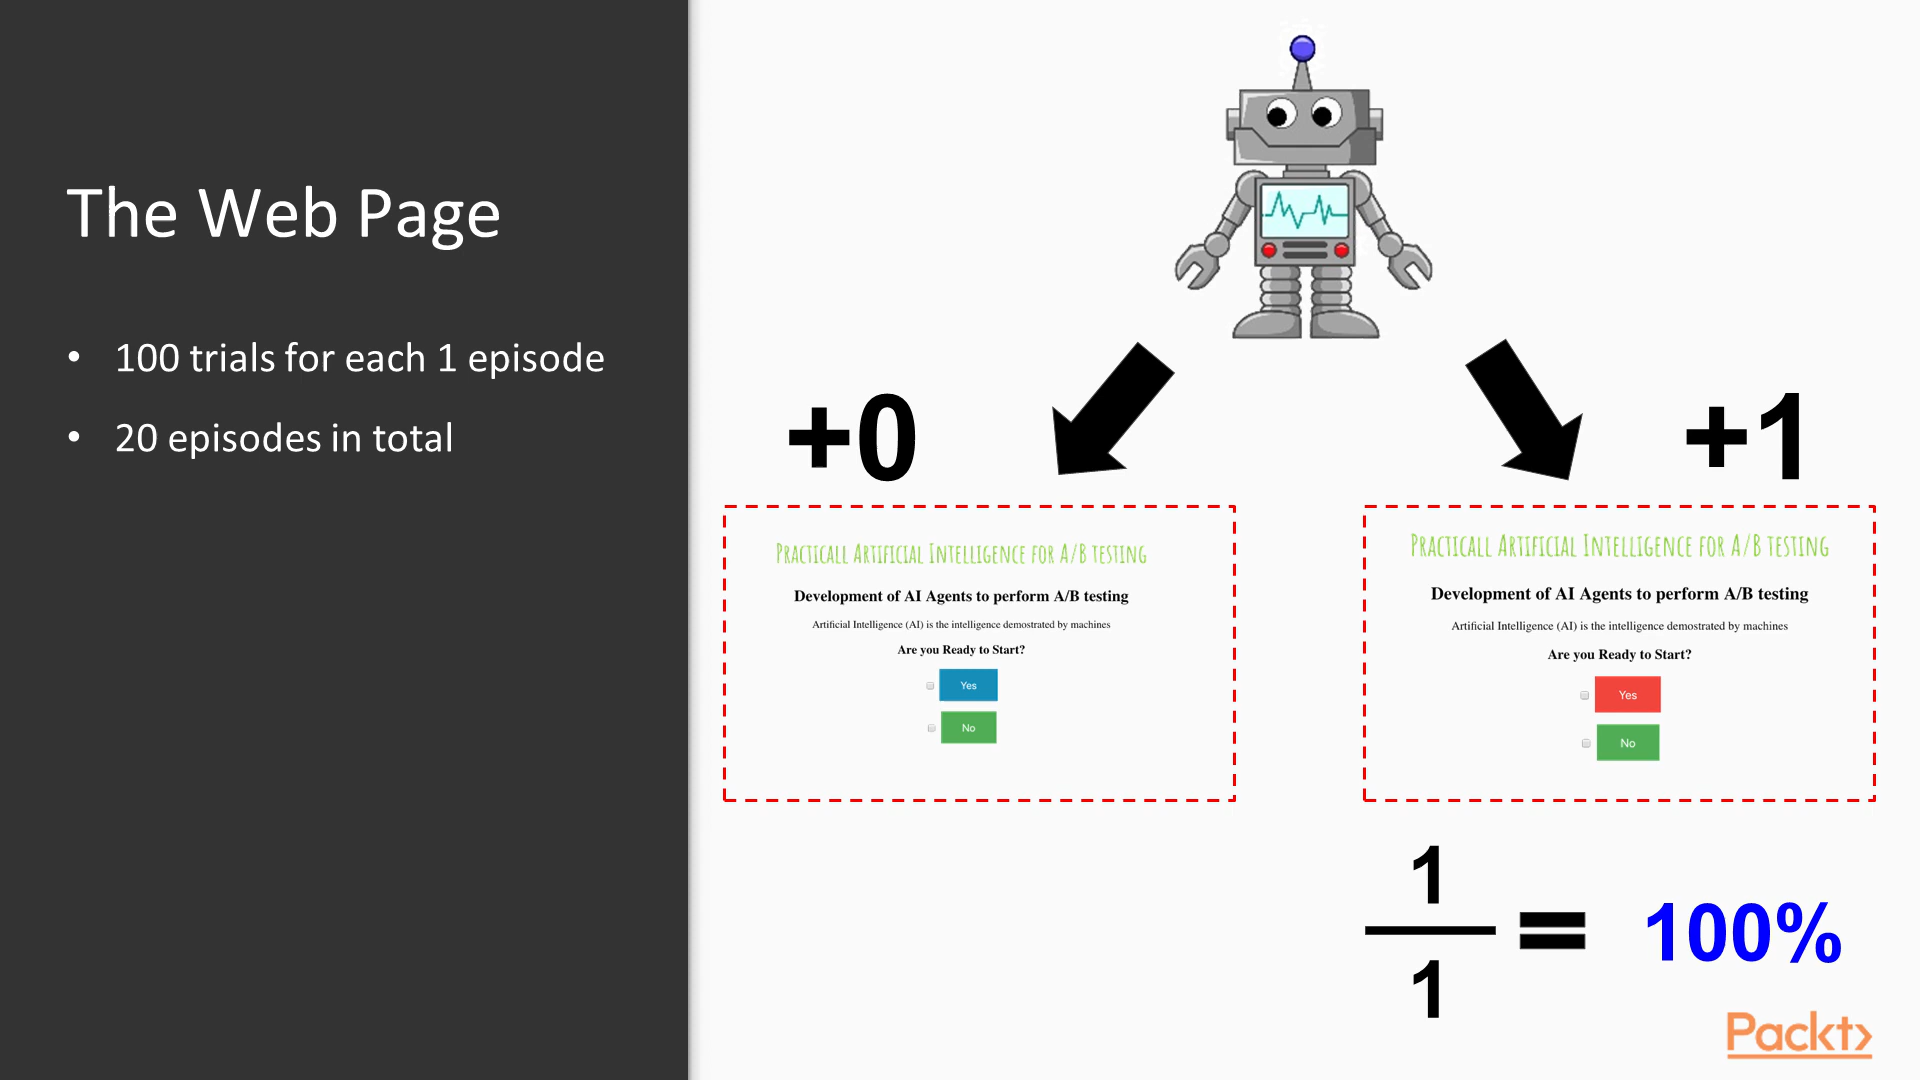 The Web Page
• 100 trials for each 1 episode
• 20 episodes in total
+0
+1
Practicall Artificial Intelligence for A/B testing
Development of AI Agents to perform A/B testing
Artificial Intelligence (AI) is the intelligence demostrated by machines
Are you Ready to Start?
Yes
No
Practicall Artificial Intelligence for A/B testing
Development of AI Agents to perform A/B testing
Artificial Intelligence (AI) is the intelligence demostrated by machines
Are you Ready to Start?
Yes
No
1
1
= 100%
Packt>